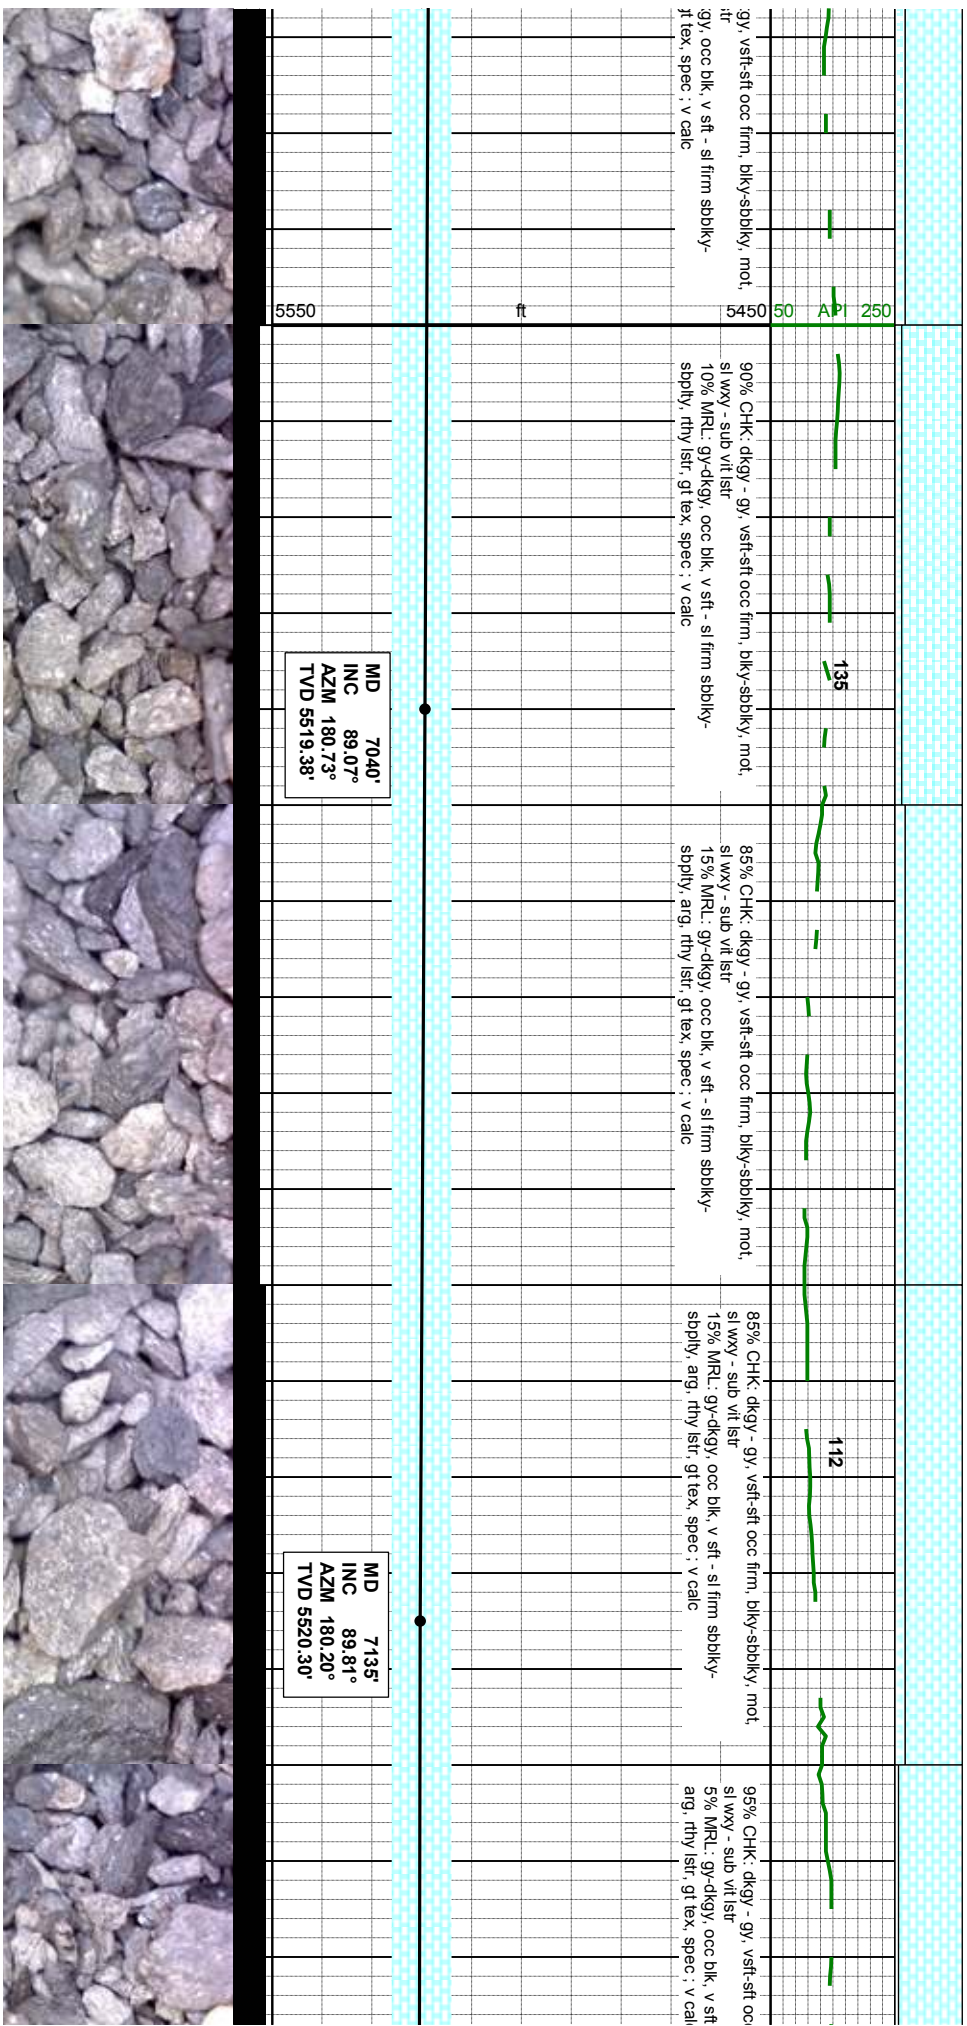 gy, vsft-sft occ firm, blky-sbblky, mot,
str
gy, occ blk, v sft - sl firm sbblky-
gt tex, spec ; v calc
5550 ft 5450
50 API 250
90% CHK: dkgy - gy, vsft-sft occ firm, blky-sbblky, mot,
sl wxy - sub vit lstr
10% MRL: gy-dkgy, occ blk, v sft - sl firm sbblky-
sbplty, rthy lstr, gt tex, spec ; v calc
135
MD 7040'
INC 89.07°
AZM 180.73°
TVD 5519.38'
85% CHK: dkgy - gy, vsft-sft occ firm, blky-sbblky, mot,
sl wxy - sub vit lstr
15% MRL: gy-dkgy, occ blk, v sft - sl firm sbblky-
sbplty, arg, rthy lstr, gt tex, spec ; v calc
85% CHK: dkgy - gy, vsft-sft occ firm, blky-sbblky, mot,
sl wxy - sub vit lstr
15% MRL: gy-dkgy, occ blk, v sft - sl firm sbblky-
sbplty, arg, rthy lstr, gt tex, spec ; v calc
112
MD 7135'
INC 89.81°
AZM 180.20°
TVD 5520.30'
95% CHK: dkgy - gy, vsft-sft occ
sl wxy - sub vit lstr
5% MRL: gy-dkgy, occ blk, v sft
arg, rthy lstr, gt tex, spec ; v calc